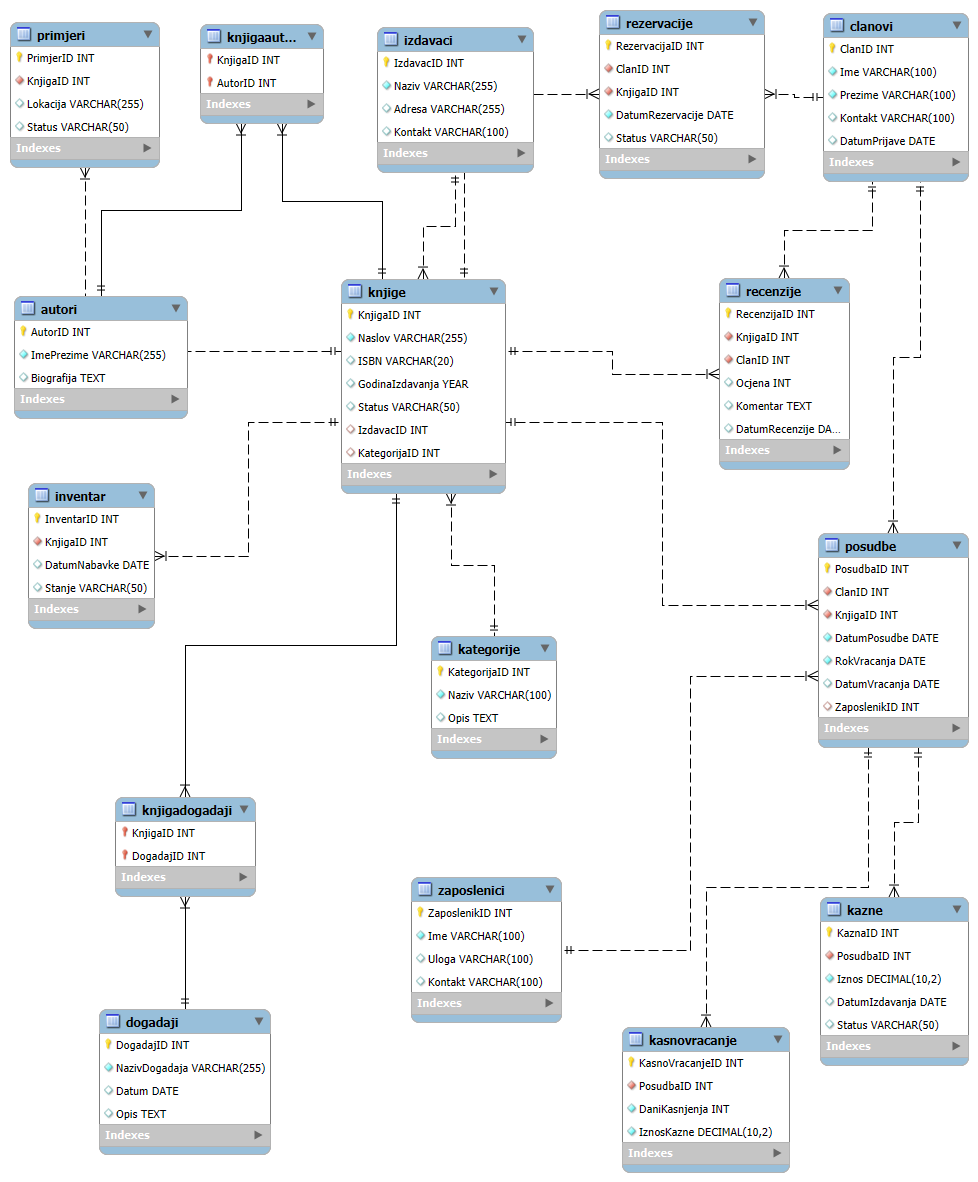 primjeri
PrimjerID INT
KnjigaID INT
Lokacija VARCHAR(255)
Status VARCHAR(50)
Indexes
knjigaaut...
KnjigaID INT
AutorID INT
Indexes
izdavaci
IzdavacID INT
Naziv VARCHAR(255)
Adresa VARCHAR(255)
Kontakt VARCHAR(100)
Indexes
rezervacije
RezervacijaID INT
ClanID INT
KnjigaID INT
DatumRezervacije DATE
Status VARCHAR(50)
Indexes
clanovi
ClanID INT
Ime VARCHAR(100)
Prezime VARCHAR(100)
Kontakt VARCHAR(100)
DatumPrijave DATE
Indexes
autori
AutorID INT
ImePrezime VARCHAR(255)
Biografija TEXT
Indexes
knjige
KnjigaID INT
Naslov VARCHAR(255)
ISBN VARCHAR(20)
GodinaIzdavanja YEAR
Status VARCHAR(50)
IzdavacID INT
KategorijaID INT
Indexes
recenzije
RecenzijaID INT
KnjigaID INT
ClanID INT
Ocjena INT
Komentar TEXT
DatumRecenzije DA...
Indexes
inventar
InventarID INT
KnjigaID INT
DatumNabavke DATE
Stanje VARCHAR(50)
Indexes
posudbe
PosudbaID INT
ClanID INT
KnjigaID INT
DatumPosudbe DATE
RokVracanja DATE
DatumVracanja DATE
ZaposlenikID INT
Indexes
kategorije
KategorijaID INT
Naziv VARCHAR(100)
Opis TEXT
Indexes
knjigadogadaji
KnjigaID INT
DogadajID INT
Indexes
zaposlenici
ZaposlenikID INT
Ime VARCHAR(100)
Uloga VARCHAR(100)
Kontakt VARCHAR(100)
Indexes
kazne
KaznaID INT
PosudbaID INT
Iznos DECIMAL(10,2)
DatumIzdavanja DATE
Status VARCHAR(50)
Indexes
dogadaji
DogadajID INT
NazivDogadaja VARCHAR(255)
Datum DATE
Opis TEXT
Indexes
kasnovracanje
KasnoVracanjeID INT
PosudbaID INT
DaniKasnjenja INT
IznosKazne DECIMAL(10,2)
Indexes